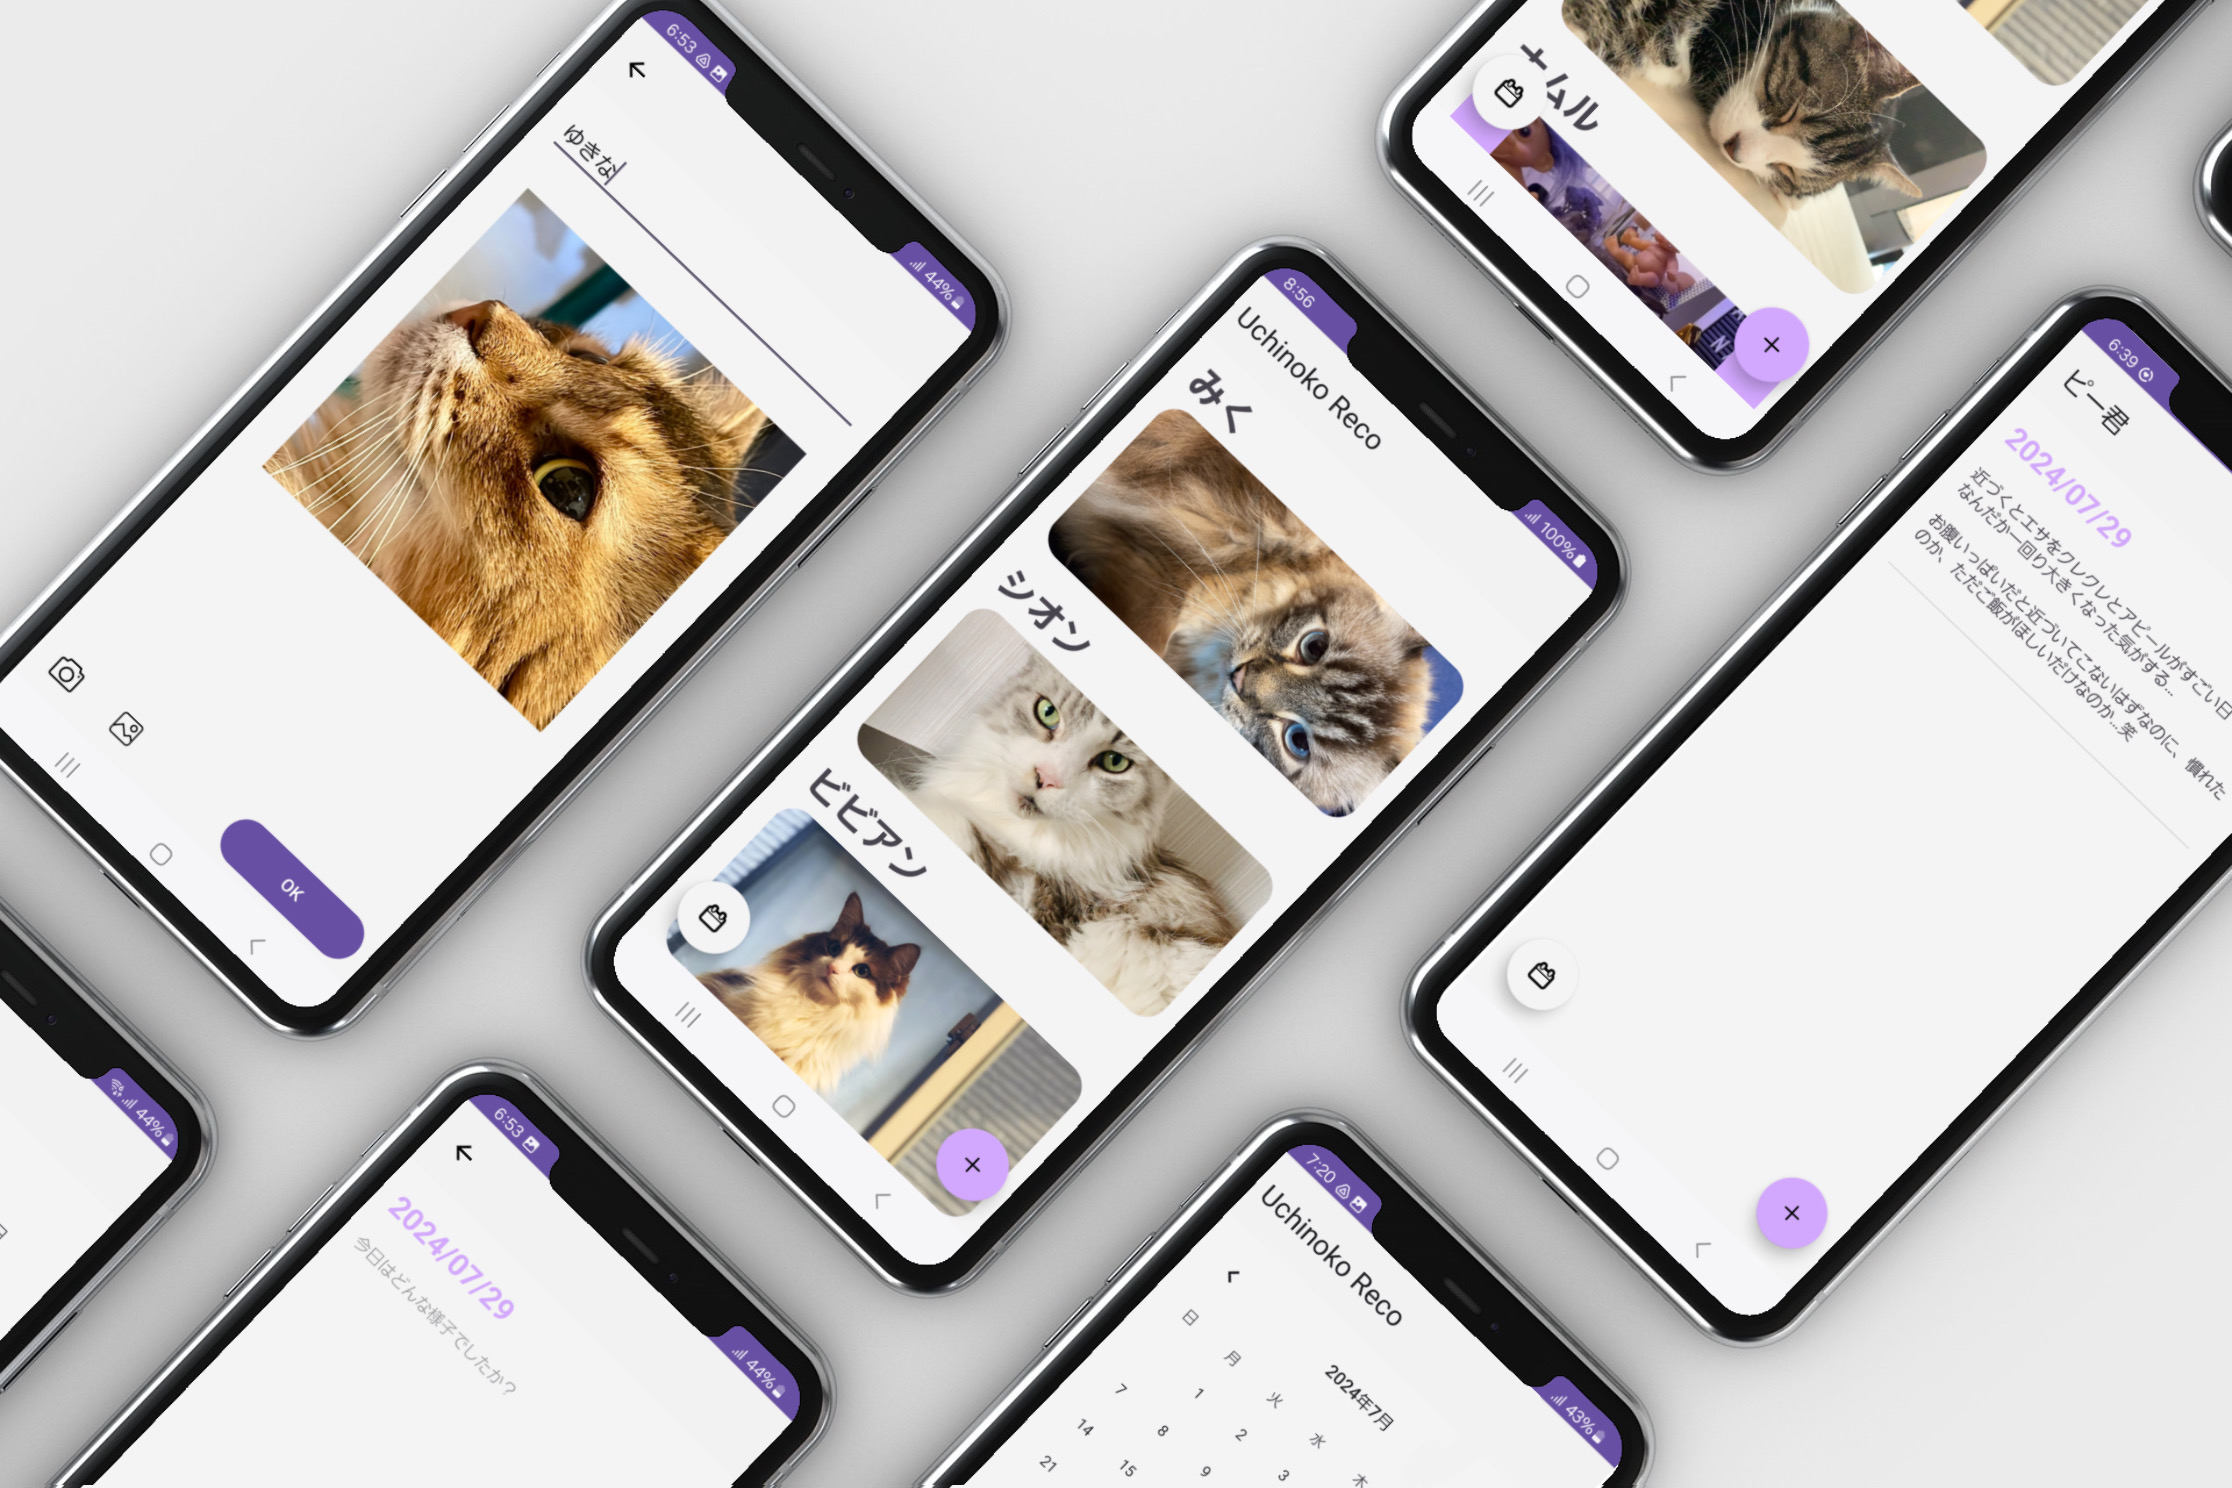 6:53
44%
ゆきな
OK
ナムル
8:56
100%
Uchinoko Reco
みく
シオン
ビビアン
6:39
ピー君
2024/07/29
近づくとエサをクレクレとアピールがすごい日
なんだか一回り大きくなった気がする...
お腹いっぱいだと近づいてこないはずなのに、慣れた
のか、ただご飯がほしいだけなのか...笑
44%
6:53
44%
2024/07/29
今日はどんな様子でしたか?
7:20
43%
Uchinoko Reco
2024年7月
日 月 火 水 木
1 2 3
7 8 9
14 15
21